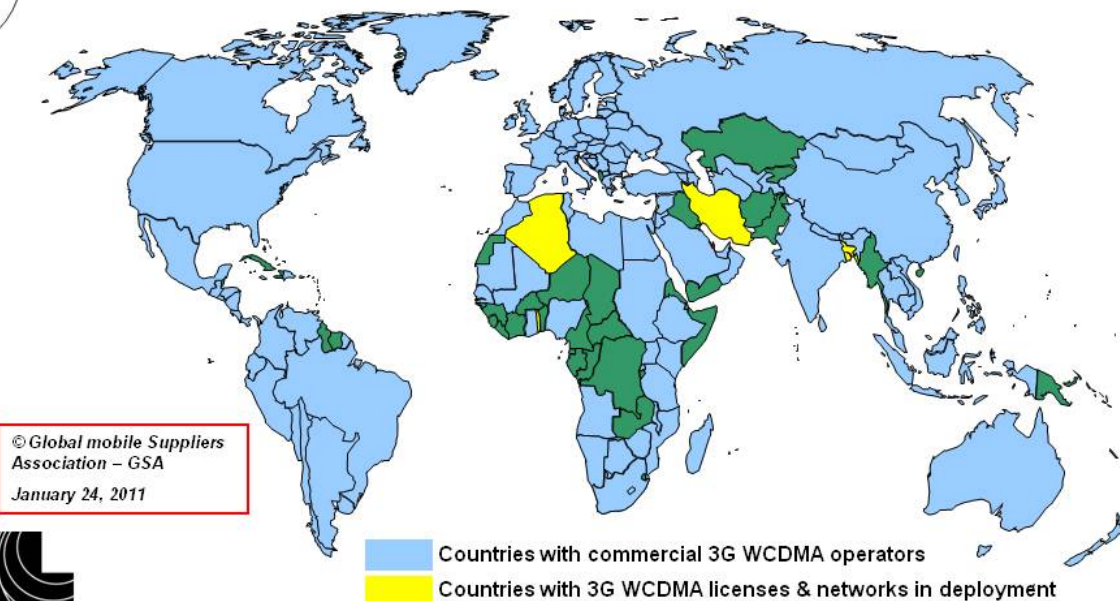 © Global mobile Suppliers
Association – GSA
January 24, 2011
Countries with commercial 3G WCDMA operators
Countries with 3G WCDMA licenses & networks in deployment